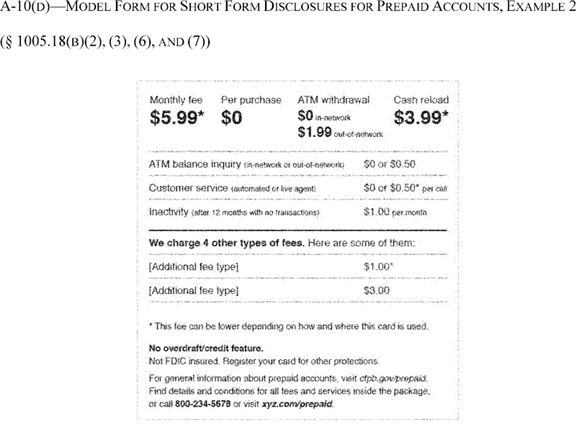 A-10(D)—MODEL FORM FOR SHORT FORM DISCLOSURES FOR PREPAID ACCOUNTS, EXAMPLE 2
(§ 1005.18(B)(2), (3), (6), AND (7))
Monthly fee Per purchase ATM withdrawal Cash reload
$5.99* $0 $0 in-network $3.99*
$1.99 out-of-network
ATM balance inquiry (in-network or out-of-network) $0 or $0.50
Customer service (automated or live agent) $0 or $0.50* per call
Inactivity (after 12 months with no transactions) $1.00 per month
We charge 4 other types of fees. Here are some of them:
[Additional fee type] $1.00*
[Additional fee type] $3.00
* This fee can be lower depending on how and where this card is used.
No overdraft/credit feature.
Not FDIC insured. Register your card for other protections.
For general information about prepaid accounts, visit cfpb.gov/prepaid.
Find details and conditions for all fees and services inside the package,
or call 800-234-5678 or visit xyz.com/prepaid.